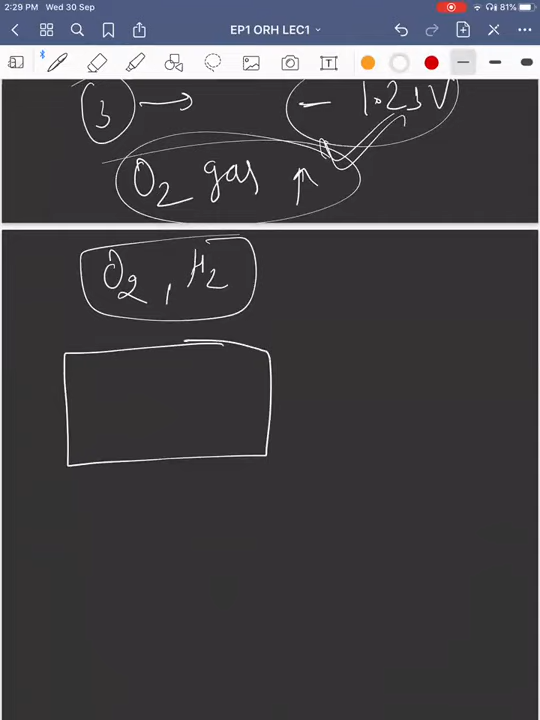 2:29 PM Wed 30 Sep
81%
EP1 ORH LEC1
T
3 → - 1.23V
O2 gas ↑
O2, H2